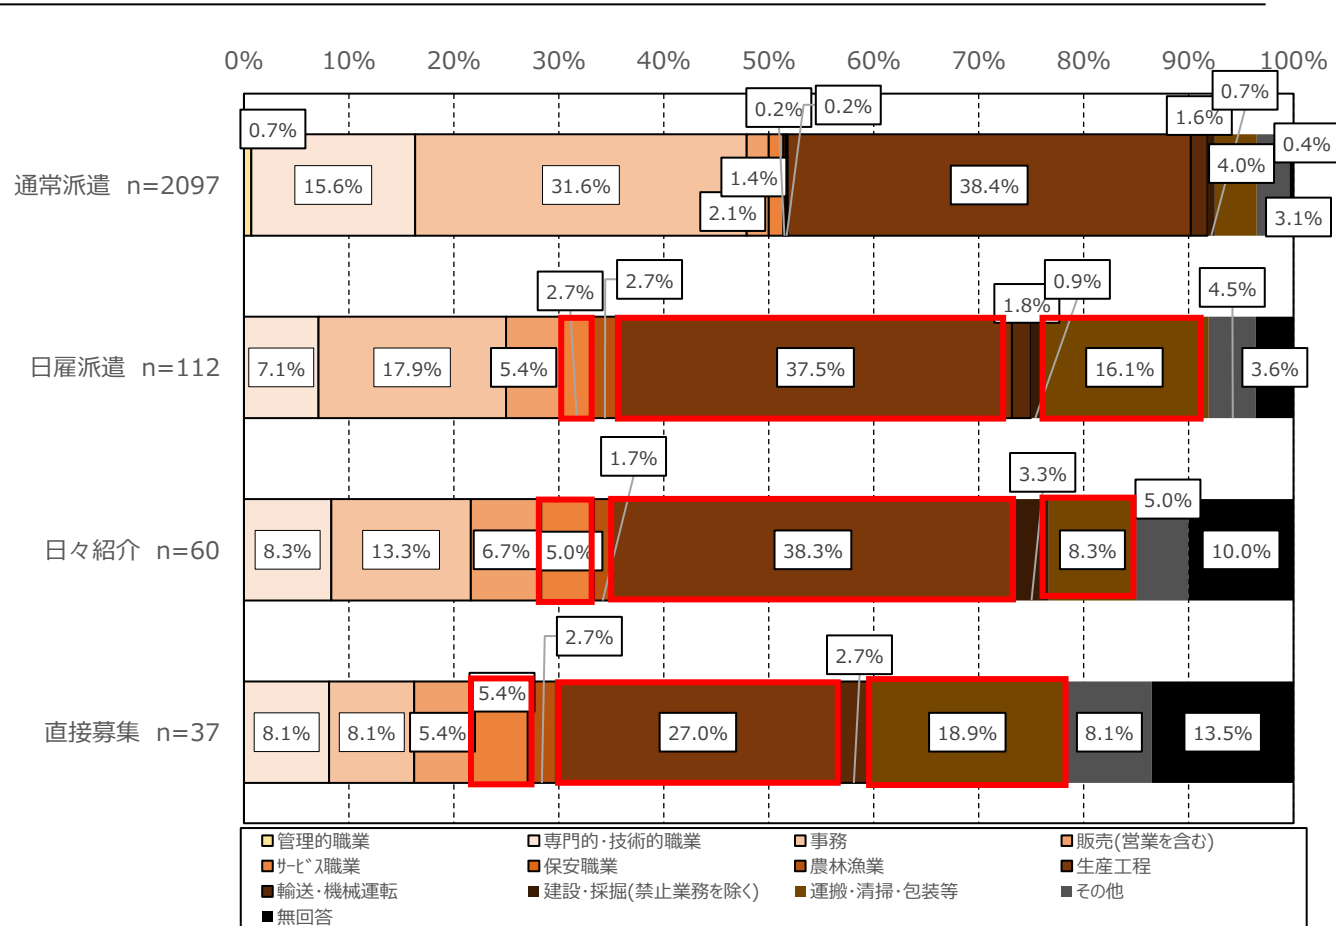 0% 10% 20% 30% 40% 50% 60% 70% 80% 90% 100%
0.7% 0.2% 0.2% 1.6% 0.7% 0.4%
通常派遣 n=2097 15.6% 31.6% 2.1% 1.4% 38.4% 4.0% 3.1%
2.7% 2.7% 1.8% 0.9% 4.5%
日雇派遣 n=112 7.1% 17.9% 5.4% 37.5% 16.1% 3.6%
1.7% 3.3% 5.0%
日々紹介 n=60 8.3% 13.3% 6.7% 5.0% 38.3% 8.3% 10.0%
5.4% 2.7% 2.7%
直接募集 n=37 8.1% 8.1% 5.4% 27.0% 18.9% 8.1% 13.5%
管理的職業 専門的・技術的職業 事務 販売(営業を含む)
サービス職業 保安職業 農林漁業 生産工程
輸送・機械運転 建設・採掘(禁止業務を除く) 運搬・清掃・包装等 その他
無回答